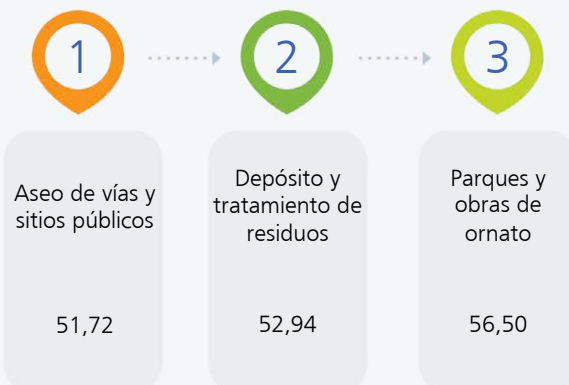 1
2
3
Aseo de vías y
sitios públicos
51,72
Depósito y
tratamiento de
residuos
52,94
Parques y
obras de
ornato
56,50